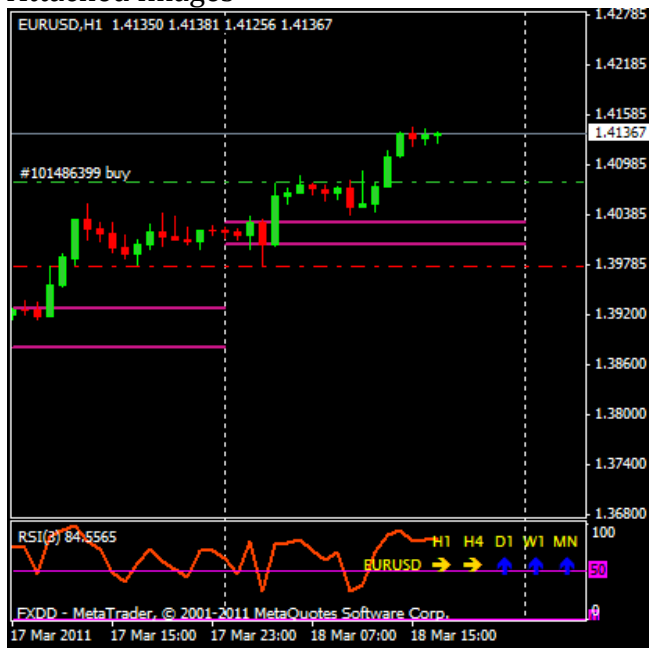 EURUSD,H1 1.41350 1.41381 1.41256 1.41367
1.42785
1.42185
1.41585
1.41367
1.40985
#101486399 buy
1.40385
1.39785
1.39200
1.38600
1.38000
1.37400
1.36800
RSI(3) 84.5565
H1 H4 D1 W1 MN
100
EURUSD
50
FXDD - MetaTrader, © 2001-2011 MetaQuotes Software Corp.
17 Mar 2011 17 Mar 15:00 17 Mar 23:00 18 Mar 07:00 18 Mar 15:00